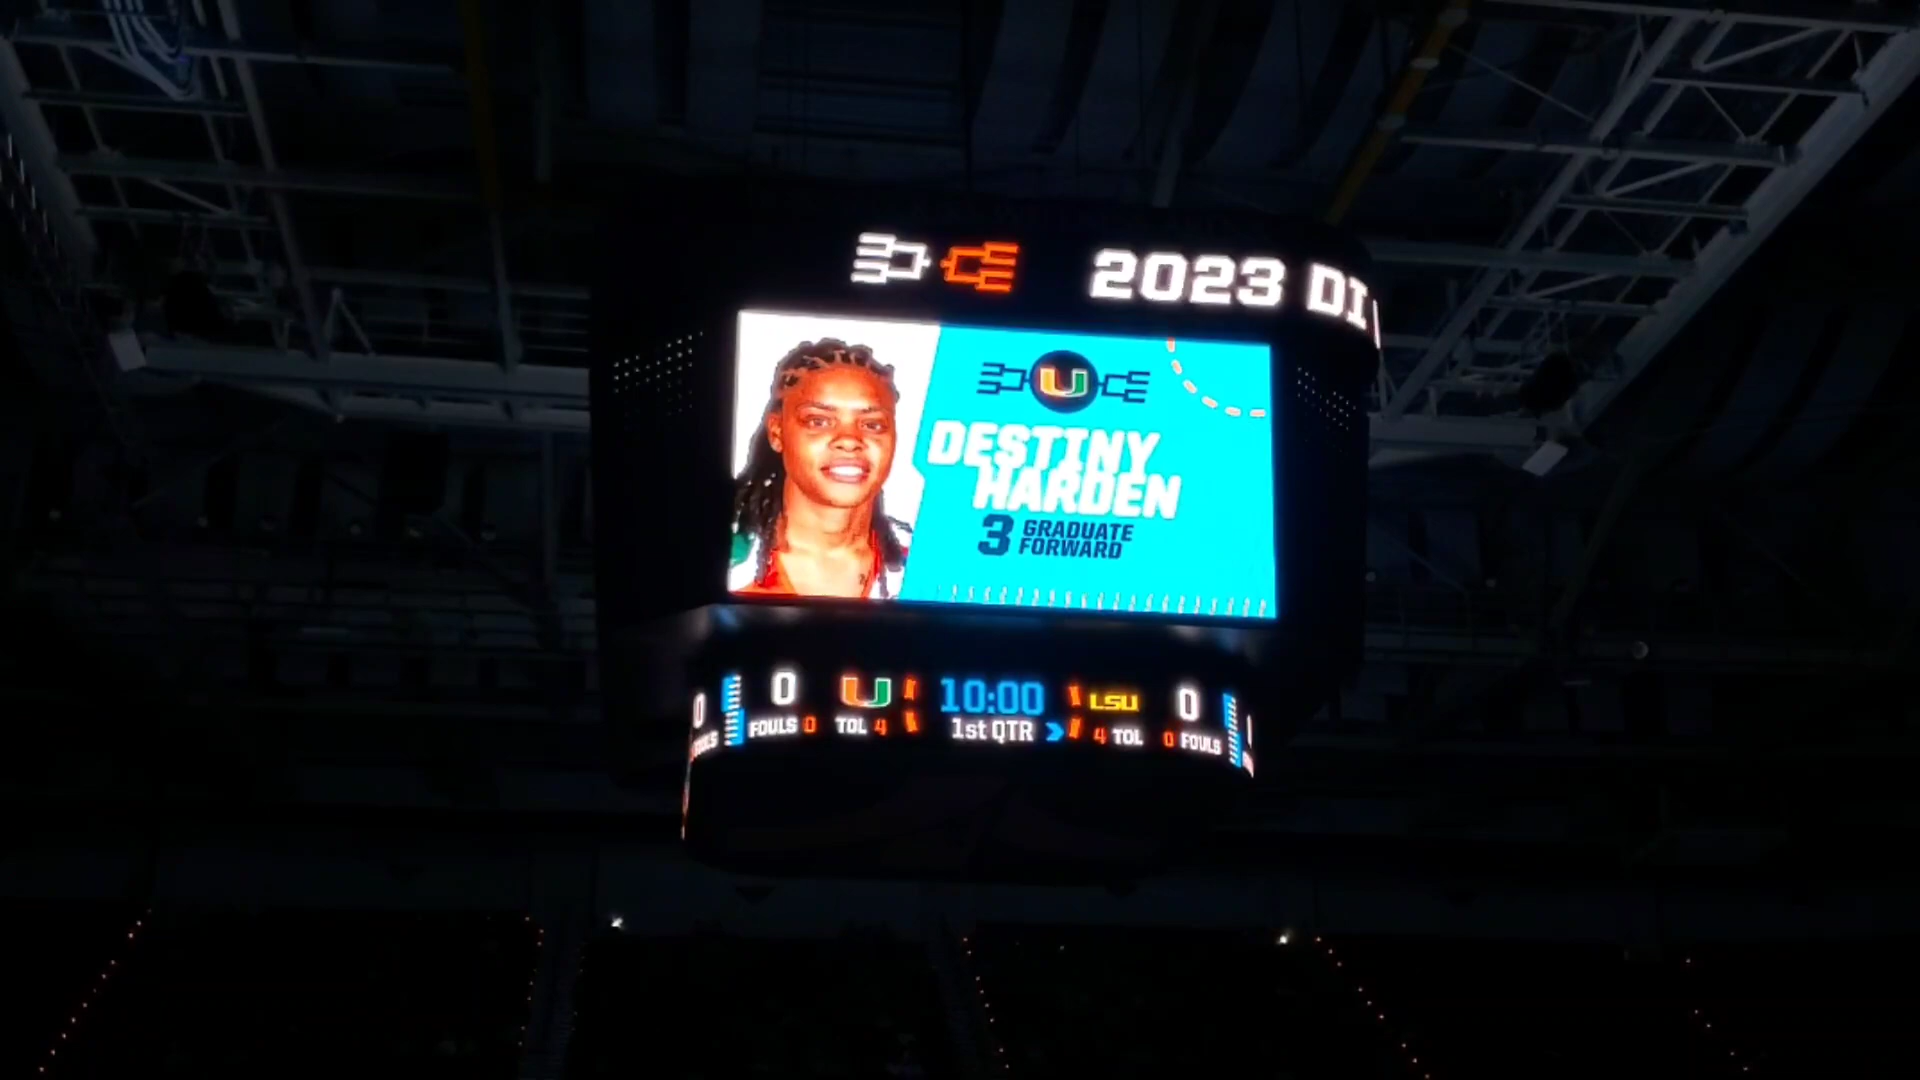 2023 DI
DESTINY
HARDEN
3 GRADUATE
FORWARD
0 U 10:00 LSU 0
FOULS 0 TOL 4 1st QTR 4 TOL 0 FOULS